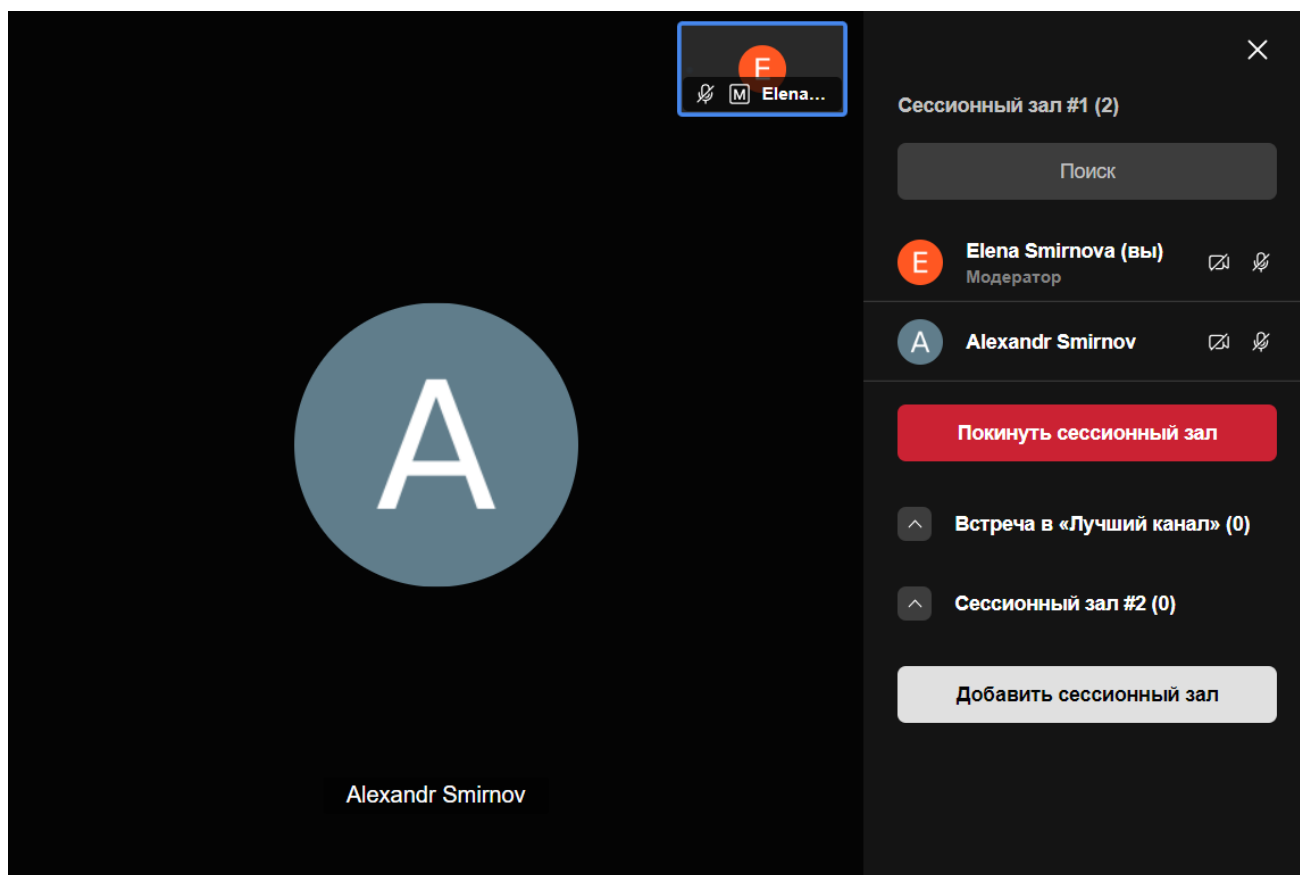 E
M Elena...
A
Alexandr Smirnov
Сессионный зал #1 (2)
Поиск
E
Elena Smirnova (вы)
Модератор
A
Alexandr Smirnov
Покинуть сессионный зал
Встреча в «Лучший канал» (0)
Сессионный зал #2 (0)
Добавить сессионный зал